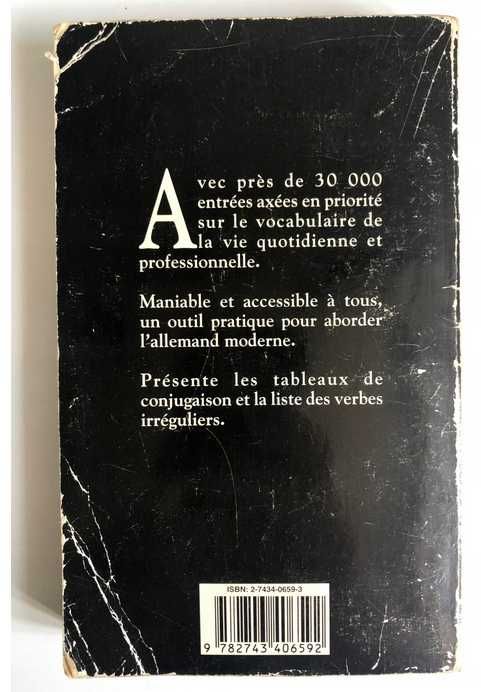 Avec près de 30 000
entrées axées en priorité
sur le vocabulaire de
la vie quotidienne et
professionnelle.
Maniable et accessible à tous,
un outil pratique pour aborder
l'allemand moderne.
Présente les tableaux de
conjugaison et la liste des verbes
irréguliers.
ISBN: 2-7434-0659-3
9 782743 406592